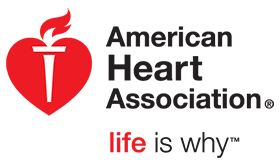 American
Heart
Association®
life is why™